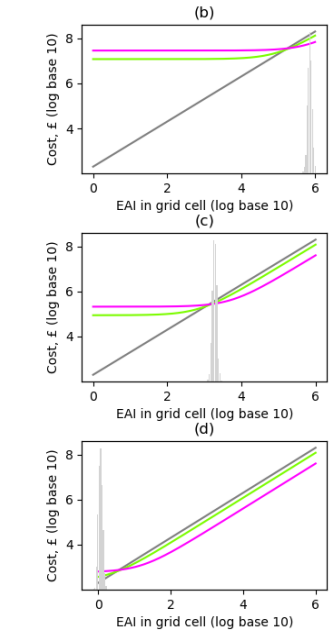 (b)
Cost, £ (log base 10)
8
6
4
0 2 4 6
EAI in grid cell (log base 10)
(c)
Cost, £ (log base 10)
8
6
4
0 2 4 6
EAI in grid cell (log base 10)
(d)
Cost, £ (log base 10)
8
6
4
0 2 4 6
EAI in grid cell (log base 10)